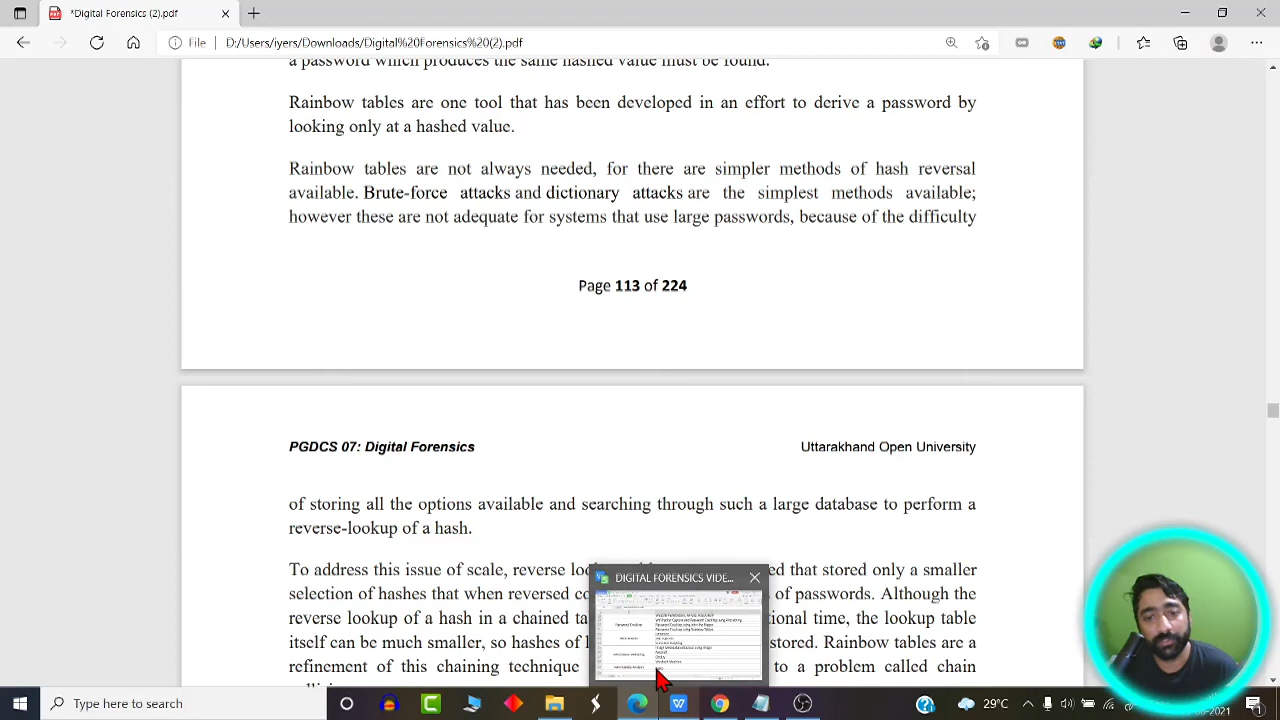 *Digital Forensics (2).pdf
File
D:/Users/iyers/Downloads/Digital%20Forensics%20(2).pdf
a password which produces the same hashed value must be found.
Rainbow tables are one tool that has been developed in an effort to derive a password by
looking only at a hashed value.
Rainbow tables are not always needed, for there are simpler methods of hash reversal
available. Brute-force attacks and dictionary attacks are the simplest methods available;
however these are not adequate for systems that use large passwords, because of the difficulty
Page 113 of 224
PGDCS 07: Digital Forensics
Uttarakhand Open University
of storing all the options available and searching through such a large database to perform a
reverse-lookup of a hash.
To address this issue of scale, reverse
DIGITAL FORENSICS VIDE...
that stored only a smaller
selection of hashes that when reversed
of passwords. Although the
reverse lookup of a hash in a chained
time, the lookup table
itself can be much smaller, so hashes of
stored. Rainbow tables are a
refinement of this chaining technique
to a problem called chain
Type here to search
29°C